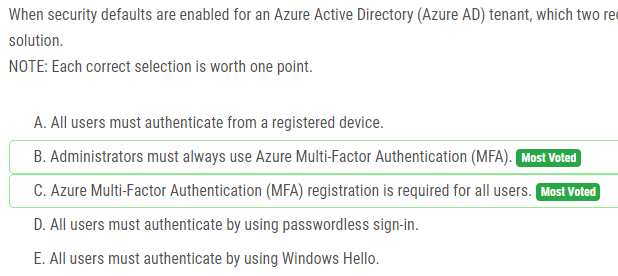 When security defaults are enabled for an Azure Active Directory (Azure AD) tenant, which two
solution.
NOTE: Each correct selection is worth one point.
A. All users must authenticate from a registered device.
B. Administrators must always use Azure Multi-Factor Authentication (MFA). Most Voted
C. Azure Multi-Factor Authentication (MFA) registration is required for all users. Most Voted
D. All users must authenticate by using passwordless sign-in.
E. All users must authenticate by using Windows Hello.